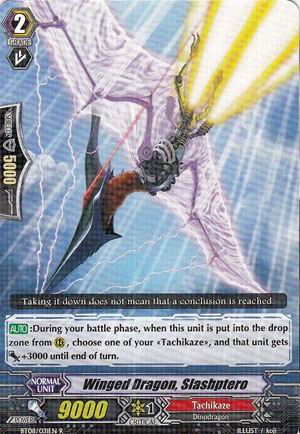 2
GRADE
5000
Taking it down does not mean that a conclusion is reached.
AUTO :During your battle phase, when this unit is put into the drop
zone from , choose one of your «Tachikaze», and that unit gets
+3000 until end of turn.
NORMAL
UNIT
Winged Dragon, Slashptero
POWER
9000
1
CRITICAL
Tachikaze
Dinodragon
BT08/031EN R
ILLUST / koji